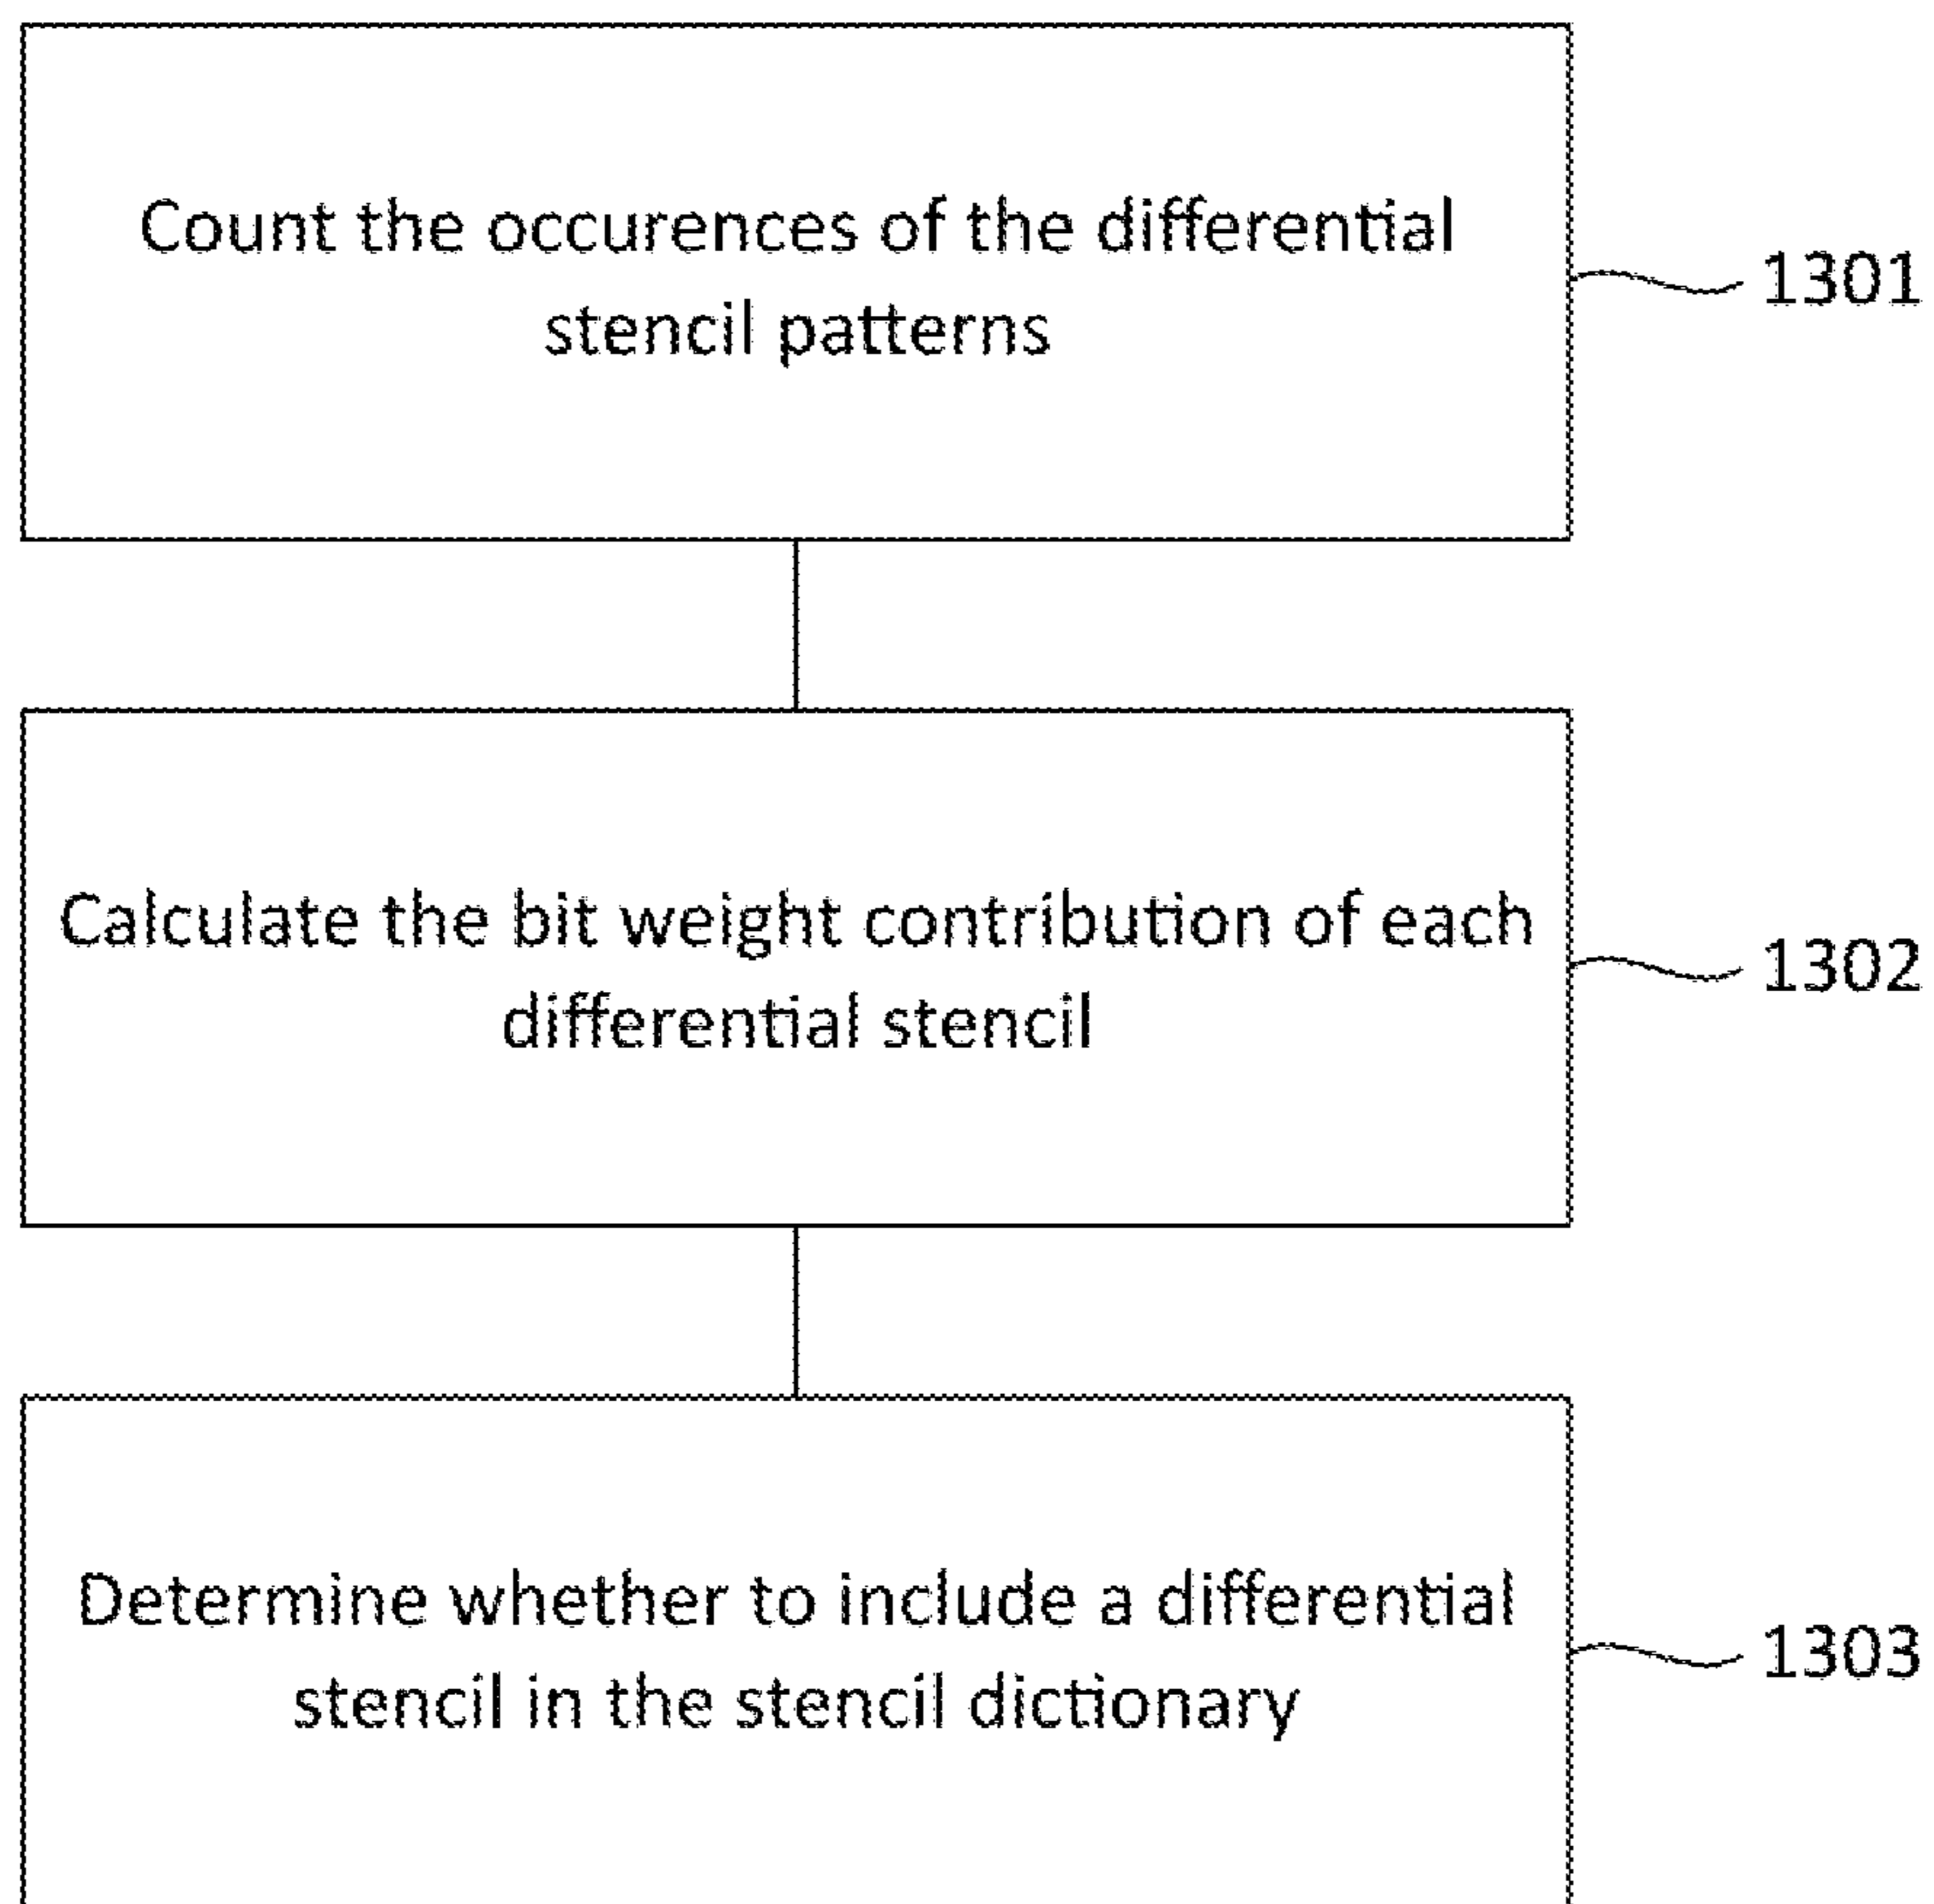 Count the occurences of the differential
stencil patterns
1301
Calculate the bit weight contribution of each
differential stencil
1302
Determine whether to include a differential
stencil in the stencil dictionary
1303